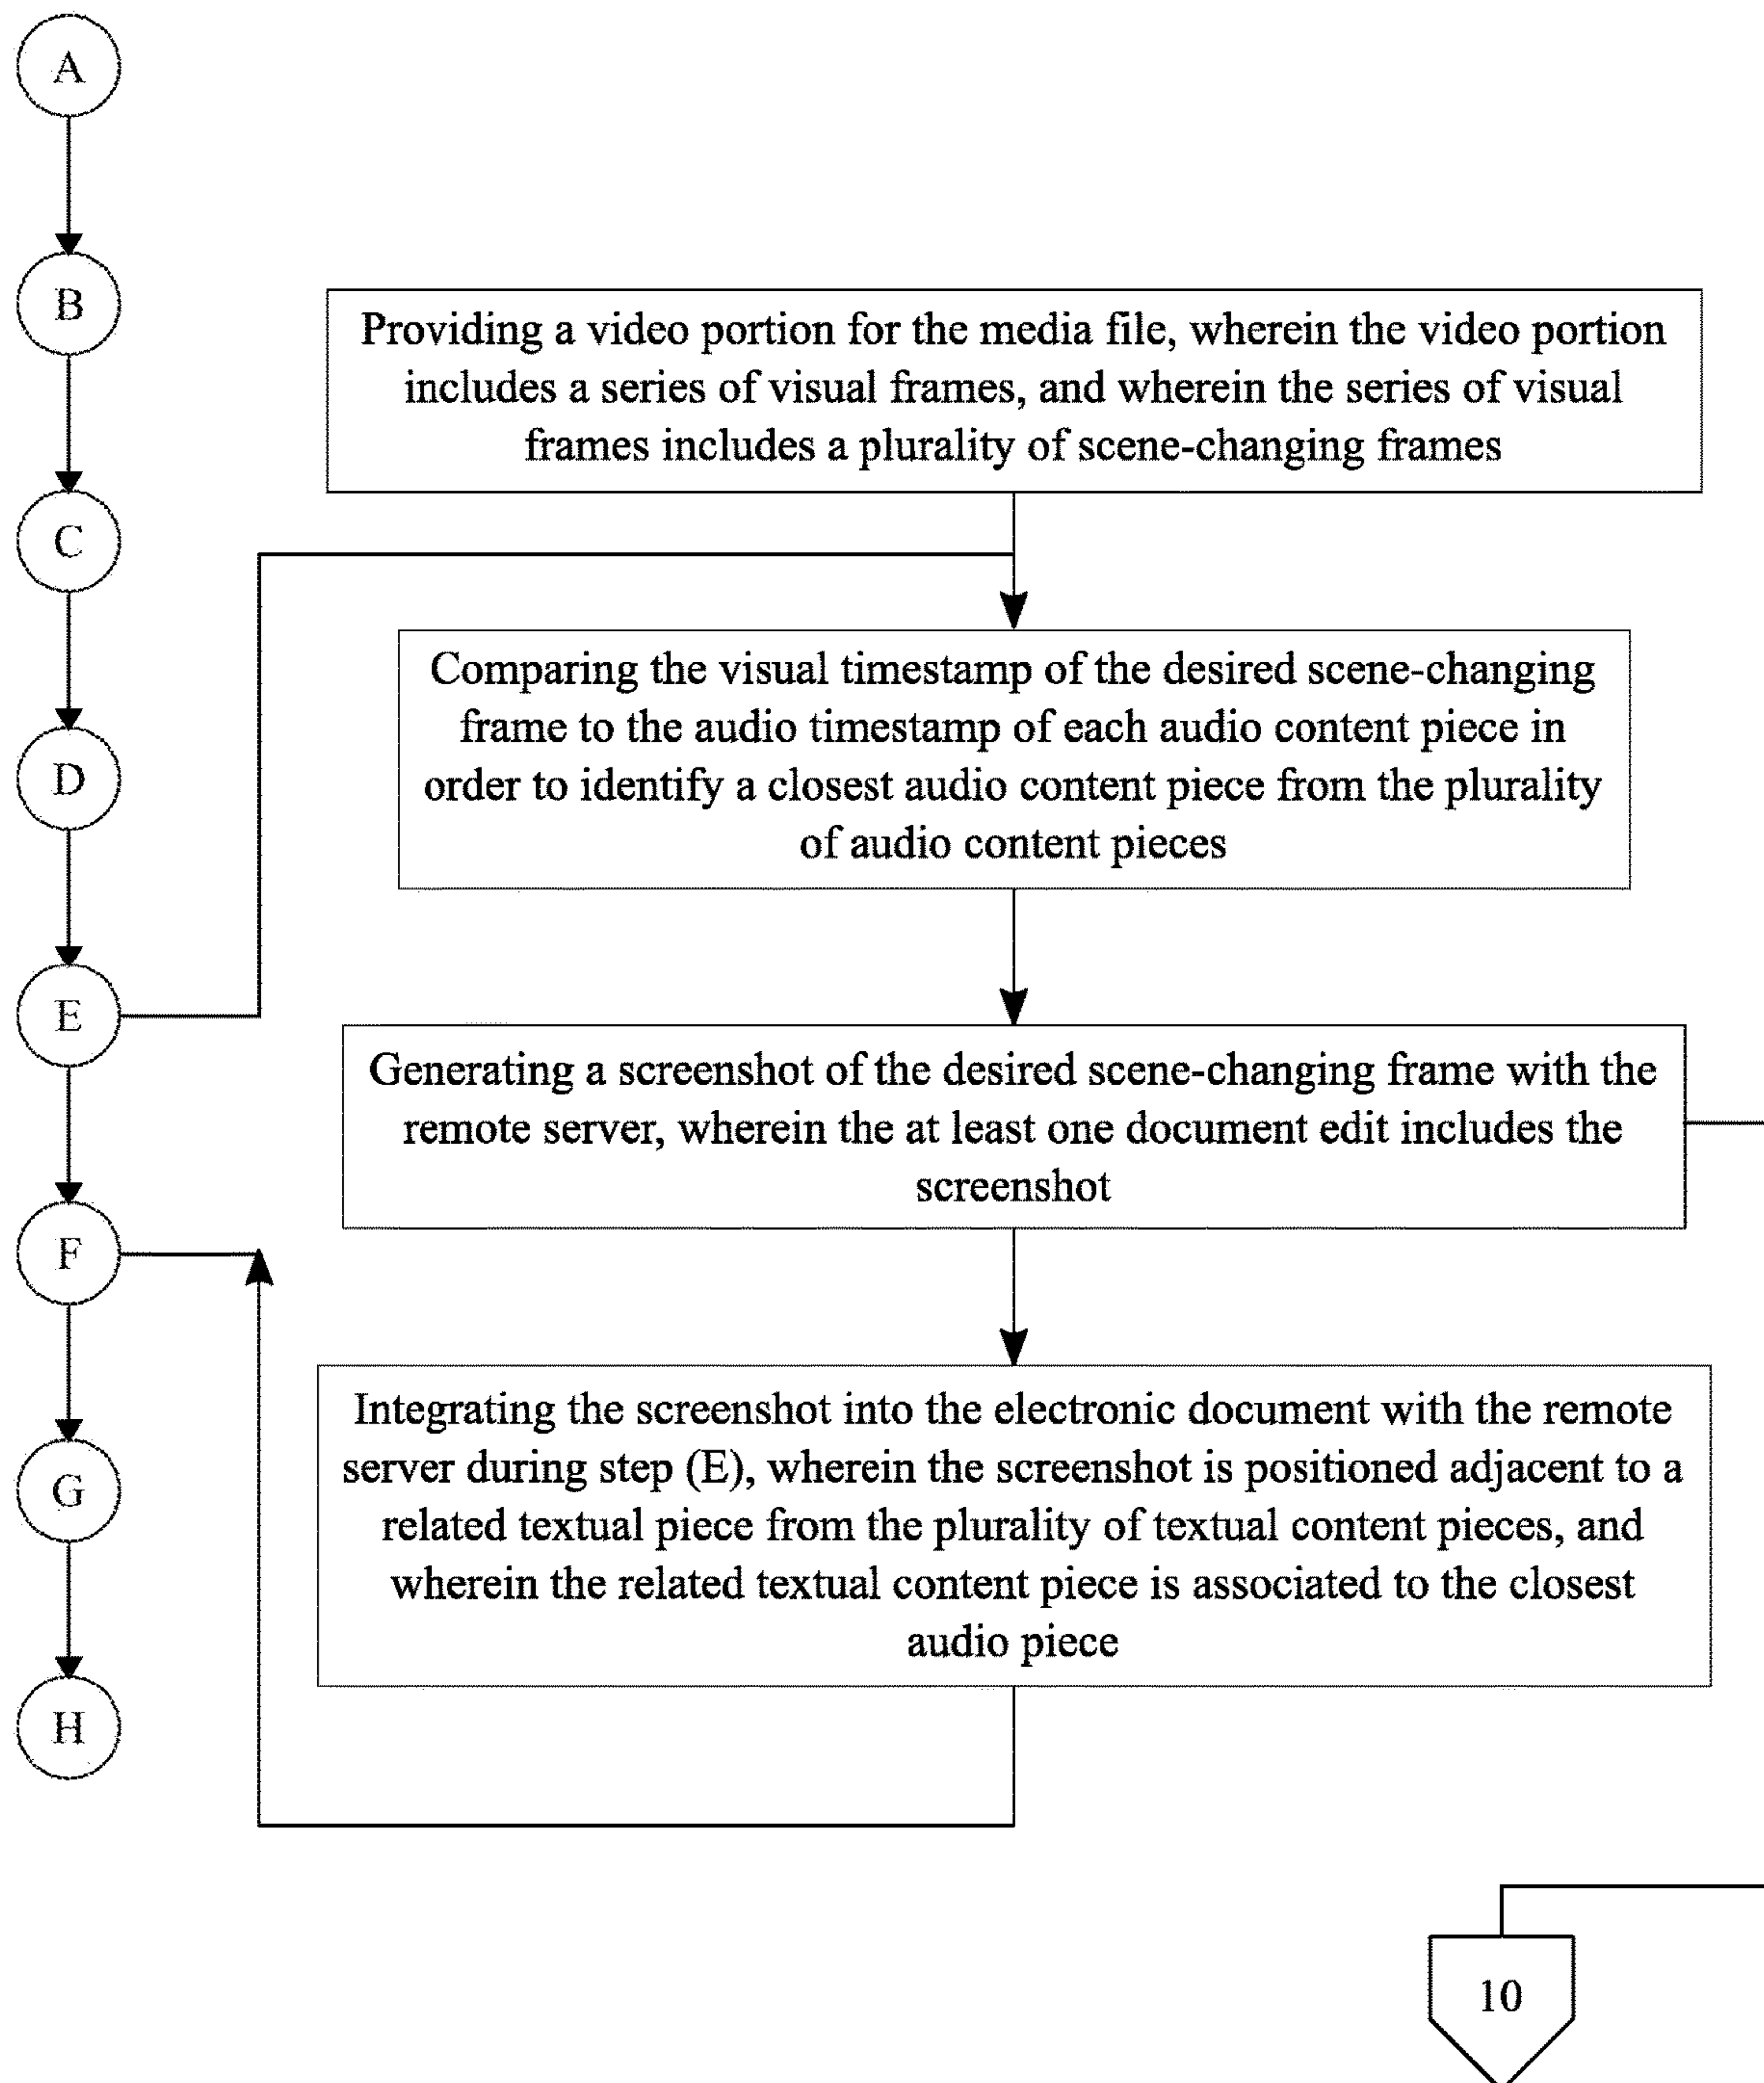 A
B
C
D
E
F
G
H
Providing a video portion for the media file, wherein the video portion
includes a series of visual frames, and wherein the series of visual
frames includes a plurality of scene-changing frames
Comparing the visual timestamp of the desired scene-changing
frame to the audio timestamp of each audio content piece in
order to identify a closest audio content piece from the plurality
of audio content pieces
Generating a screenshot of the desired scene-changing frame with the
remote server, wherein the at least one document edit includes the
screenshot
Integrating the screenshot into the electronic document with the remote
server during step (E), wherein the screenshot is positioned adjacent to a
related textual piece from the plurality of textual content pieces, and
wherein the related textual content piece is associated to the closest
audio piece
10